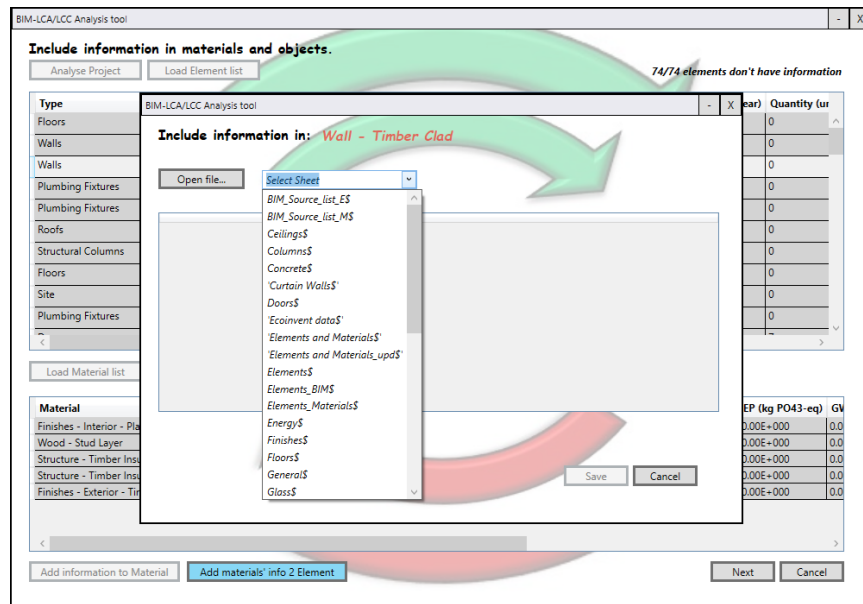 BIM-LCA/LCC Analysis tool - X
Include information in materials and objects.
Analyse Project Load Element list 74/74 elements don't have information
Type ear) Quantity (un
Floors 0
Walls 0
Walls 0
Plumbing Fixtures 0
Plumbing Fixtures 0
Roofs 0
Structural Columns 0
Floors 0
Site 0
Plumbing Fixtures 0
Load Material list
Material EP (kg PO43-eq) GV
Finishes - Interior - Pla 0.00E+000 0.0
Wood - Stud Layer 0.00E+000 0.0
Structure - Timber Insu 0.00E+000 0.0
Structure - Timber Insu 0.00E+000 0.0
Finishes - Exterior - Tin 0.00E+000 0.0
BIM-LCA/LCC Analysis tool - X
Include information in: Wall - Timber Clad
Open file... Select Sheet
BIM_Source_list_E$
BIM_Source_list_M$
Ceilings$
Columns$
Concrete$
'Curtain Walls$'
Doors$
'Ecoinvent data$'
'Elements and Materials$'
'Elements and Materials_upd$'
Elements$
Elements_BIM$
Elements_Materials$
Energy$
Finishes$
Floors$
General$
Glass$
Save Cancel
Add information to Material Add materials' info 2 Element Next Cancel